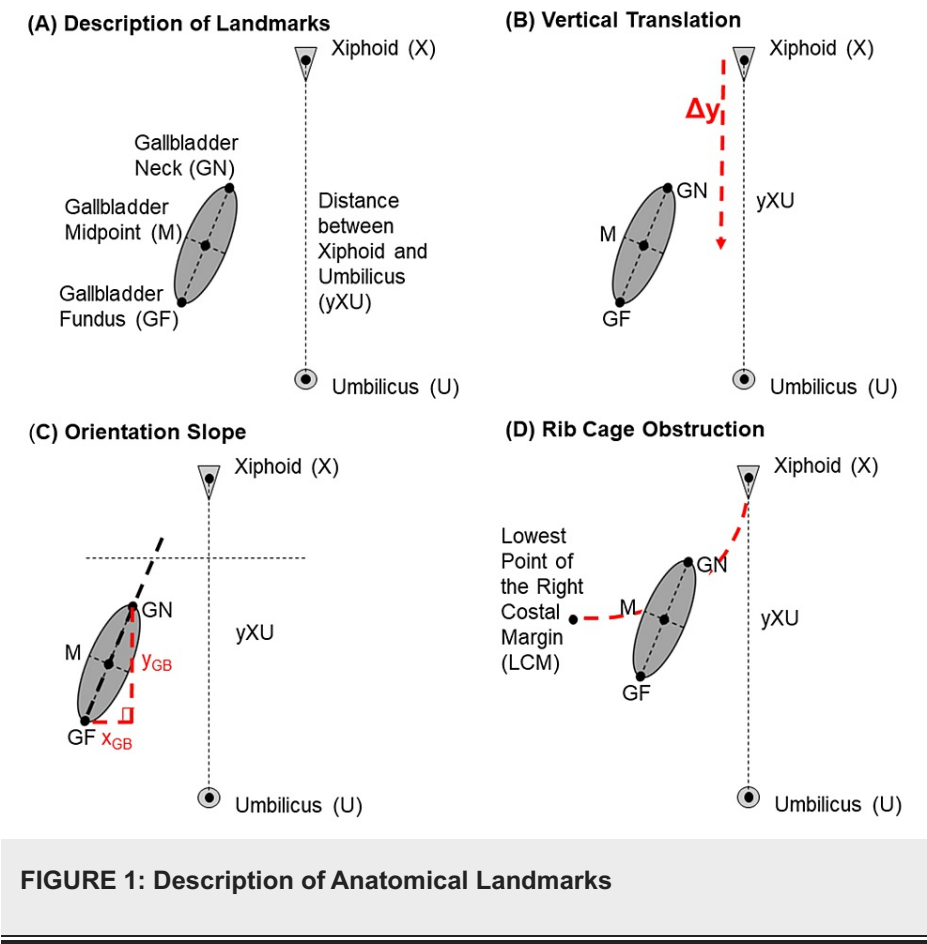 (A) Description of Landmarks
Xiphoid (X)
Gallbladder
Neck (GN)
Gallbladder
Midpoint (M)
Gallbladder
Fundus (GF)
Distance
between
Xiphoid and
Umbilicus
(yXU)
Umbilicus (U)
(B) Vertical Translation
Xiphoid (X)
Δy
GN
yXU
M
GF
Umbilicus (U)
(C) Orientation Slope
Xiphoid (X)
GN
yXU
M
yGB
GF
xGB
Umbilicus (U)
(D) Rib Cage Obstruction
Xiphoid (X)
Lowest
Point of
the Right
Costal
Margin
(LCM)
GN
M
yXU
GF
Umbilicus (U)
FIGURE 1: Description of Anatomical Landmarks